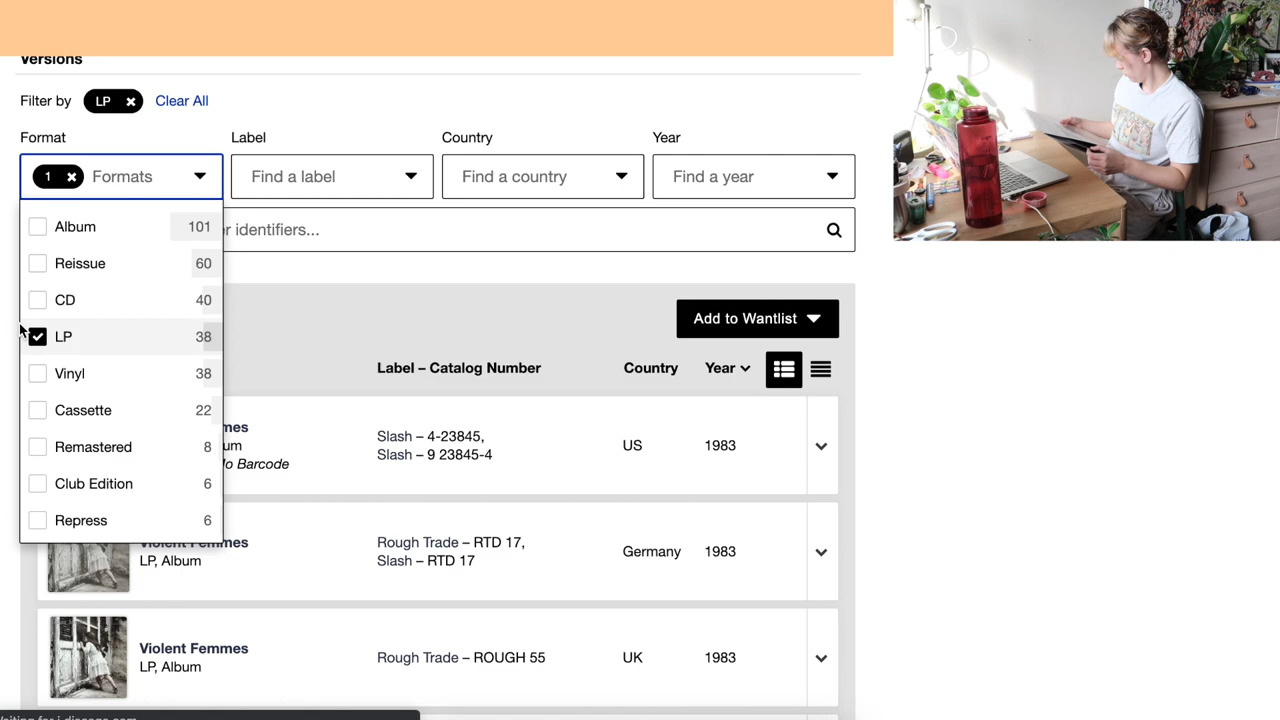 Versions
Filter by LP Clear All
Format Label Country Year
1 Formats Find a label Find a country Find a year
identifiers...
Album 101
Reissue 60
CD 40
LP 38
Vinyl 38
Cassette 22
Remastered 8
Club Edition 6
Repress 6
Add to Wantlist
Label – Catalog Number Country Year
Slash – 4-23845,
Slash – 9 23845-4
US 1983
Barcode
Violent Femmes
LP, Album
Rough Trade – RTD 17,
Slash – RTD 17
Germany 1983
Violent Femmes
LP, Album
Rough Trade – ROUGH 55
UK 1983